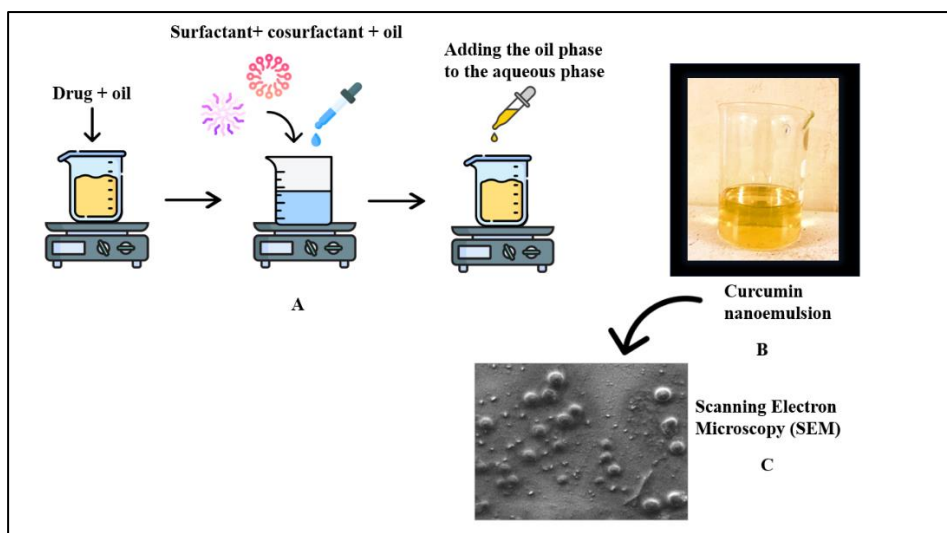 Surfactant+ cosurfactant + oil
Adding the oil phase
to the aqueous phase
Drug + oil
A
Curcumin
nanoemulsion
B
Scanning Electron
Microscopy (SEM)
C